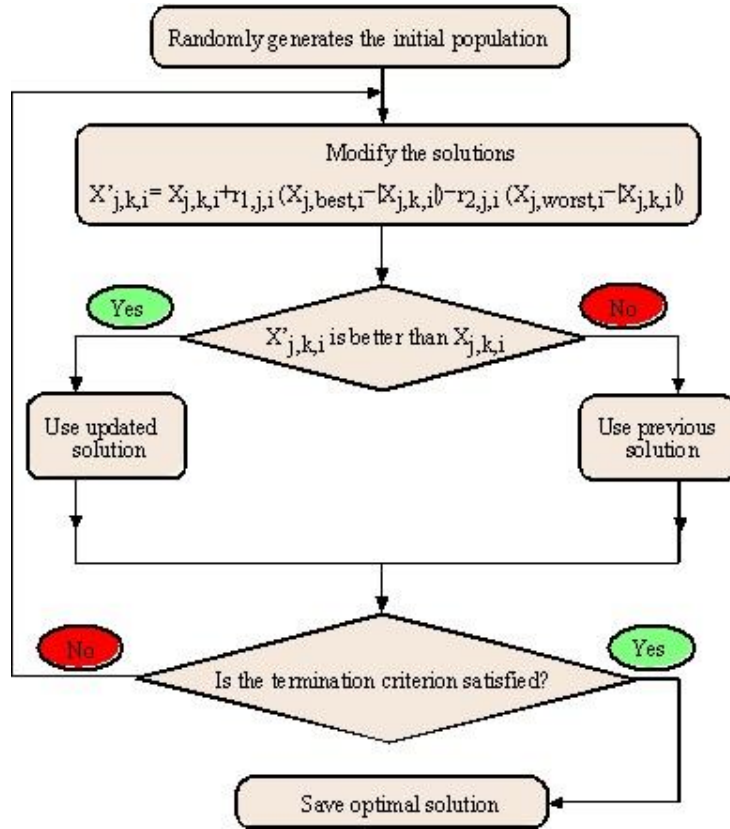 Randomly generates the initial population
Modify the solutions
X'j,k,i= Xj,k,i+r1,j,i (Xj,best,i-|Xj,k,i|)-r2,j,i (Xj,worst,i-|Xj,k,i|)
Yes
No
X'j,k,i is better than Xj,k,i
Use updated
solution
Use previous
solution
No
Yes
Is the termination criterion satisfied?
Save optimal solution